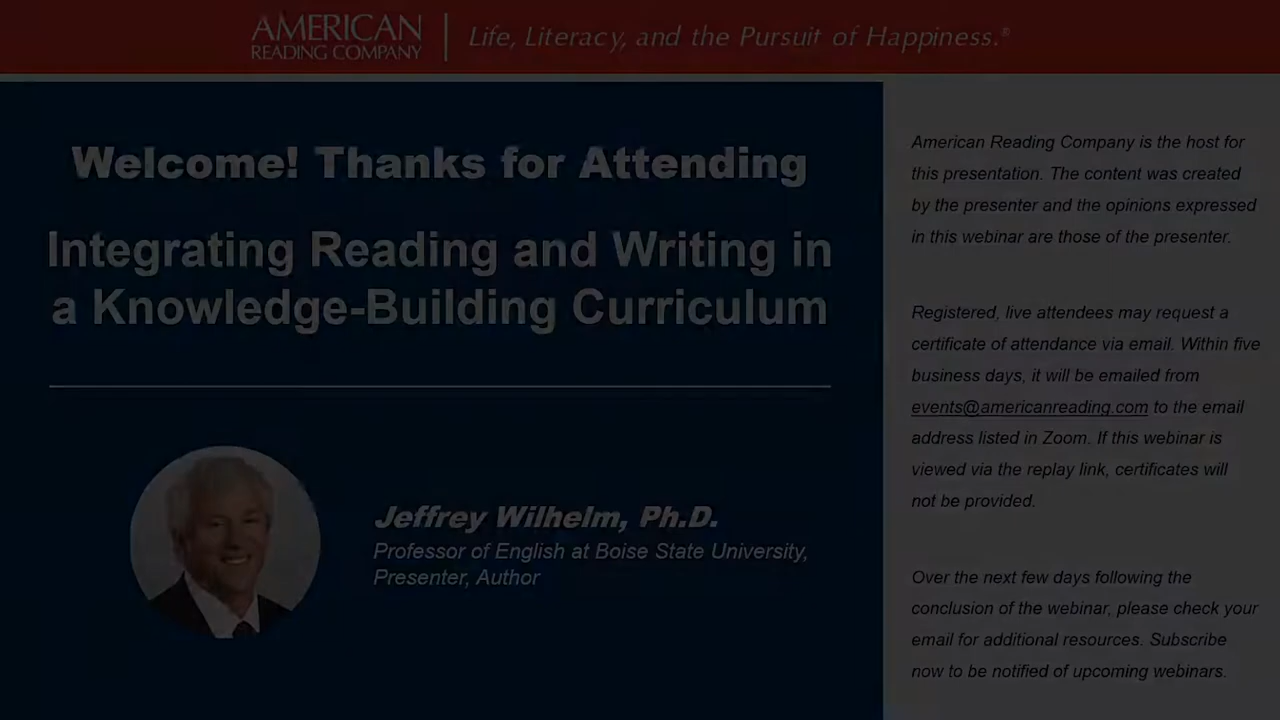 AMERICAN
READING COMPANY
Life, Literacy, and the Pursuit of Happiness.®
Welcome! Thanks for Attending
Integrating Reading and Writing in
a Knowledge-Building Curriculum
Jeffrey Wilhelm, Ph.D.
Professor of English at Boise State University,
Presenter, Author
American Reading Company is the host for
this presentation. The content was created
by the presenter and the opinions expressed
in this webinar are those of the presenter.
Registered, live attendees may request a
certificate of attendance via email. Within five
business days, it will be emailed from
events@americanreading.com to the email
address listed in Zoom. If this webinar is
viewed via the replay link, certificates will
not be provided.
Over the next few days following the
conclusion of the webinar, please check your
email for additional resources. Subscribe
now to be notified of upcoming webinars.